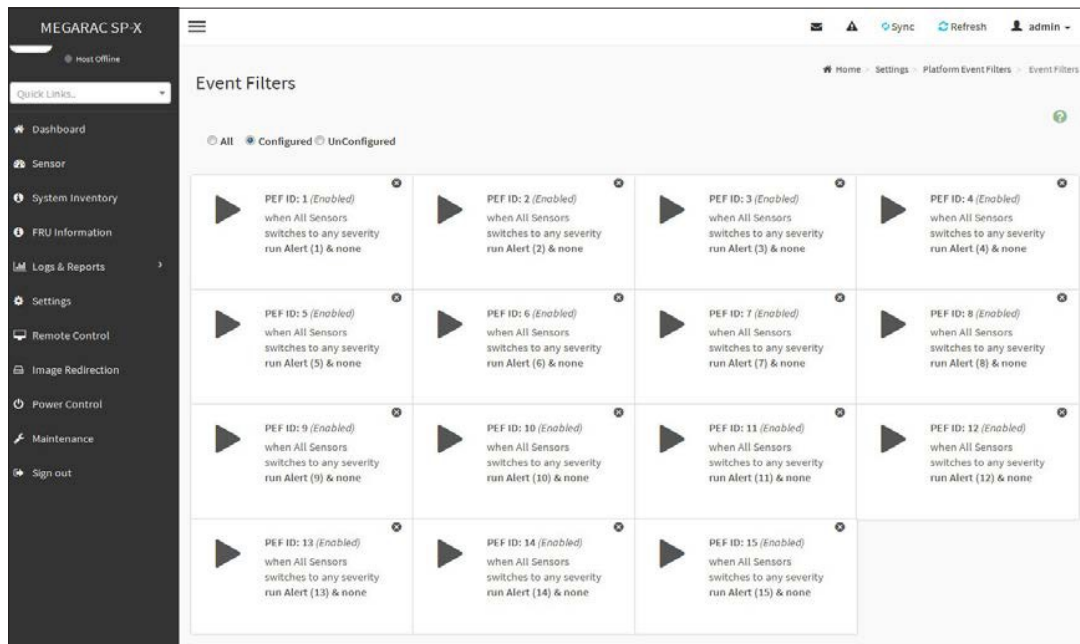 MEGARAC SP-X
Host Offline
Quick Links...
Dashboard
Sensor
System Inventory
FRU Information
Logs & Reports
Settings
Remote Control
Image Redirection
Power Control
Maintenance
Sign out
Sync Refresh admin
Home Settings Platform Event Filters Event Filters
Event Filters
All Configured UnConfigured
PEF ID: 1 (Enabled)
when All Sensors
switches to any severity
run Alert (1) & none
PEF ID: 2 (Enabled)
when All Sensors
switches to any severity
run Alert (2) & none
PEF ID: 3 (Enabled)
when All Sensors
switches to any severity
run Alert (3) & none
PEF ID: 4 (Enabled)
when All Sensors
switches to any severity
run Alert (4) & none
PEF ID: 5 (Enabled)
when All Sensors
switches to any severity
run Alert (5) & none
PEF ID: 6 (Enabled)
when All Sensors
switches to any severity
run Alert (6) & none
PEF ID: 7 (Enabled)
when All Sensors
switches to any severity
run Alert (7) & none
PEF ID: 8 (Enabled)
when All Sensors
switches to any severity
run Alert (8) & none
PEF ID: 9 (Enabled)
when All Sensors
switches to any severity
run Alert (9) & none
PEF ID: 10 (Enabled)
when All Sensors
switches to any severity
run Alert (10) & none
PEF ID: 11 (Enabled)
when All Sensors
switches to any severity
run Alert (11) & none
PEF ID: 12 (Enabled)
when All Sensors
switches to any severity
run Alert (12) & none
PEF ID: 13 (Enabled)
when All Sensors
switches to any severity
run Alert (13) & none
PEF ID: 14 (Enabled)
when All Sensors
switches to any severity
run Alert (14) & none
PEF ID: 15 (Enabled)
when All Sensors
switches to any severity
run Alert (15) & none